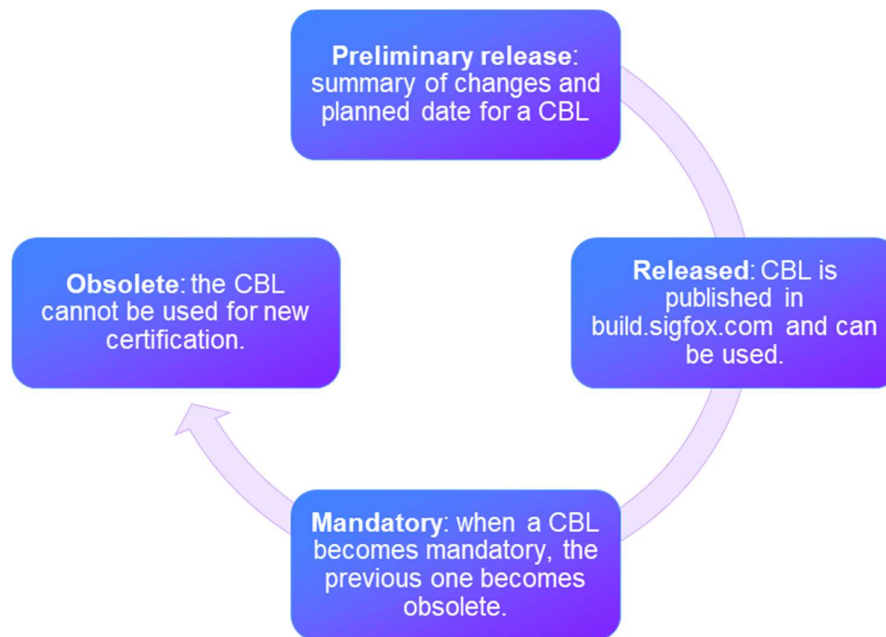 Preliminary release:
summary of changes and
planned date for a CBL
Released: CBL is
published in
build.sigfox.com and can
be used.
Mandatory: when a CBL
becomes mandatory, the
previous one becomes
obsolete.
Obsolete: the CBL
cannot be used for new
certification.